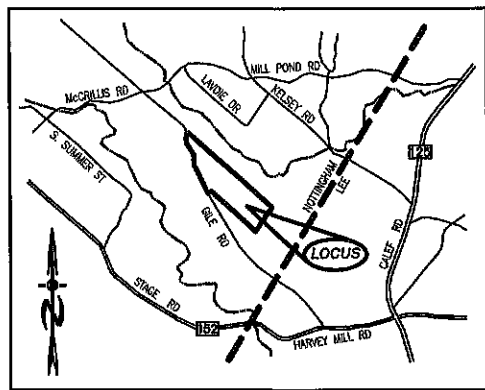 MILL POND RD
McCRILLIS RD
LAVOIE DR
KELSEY RD
S. SUMMER ST
125
NOTTINGHAM
LEE
GILE RD
LOCUS
CALEF RD
STAGE RD
152
HARVEY MILL RD
N